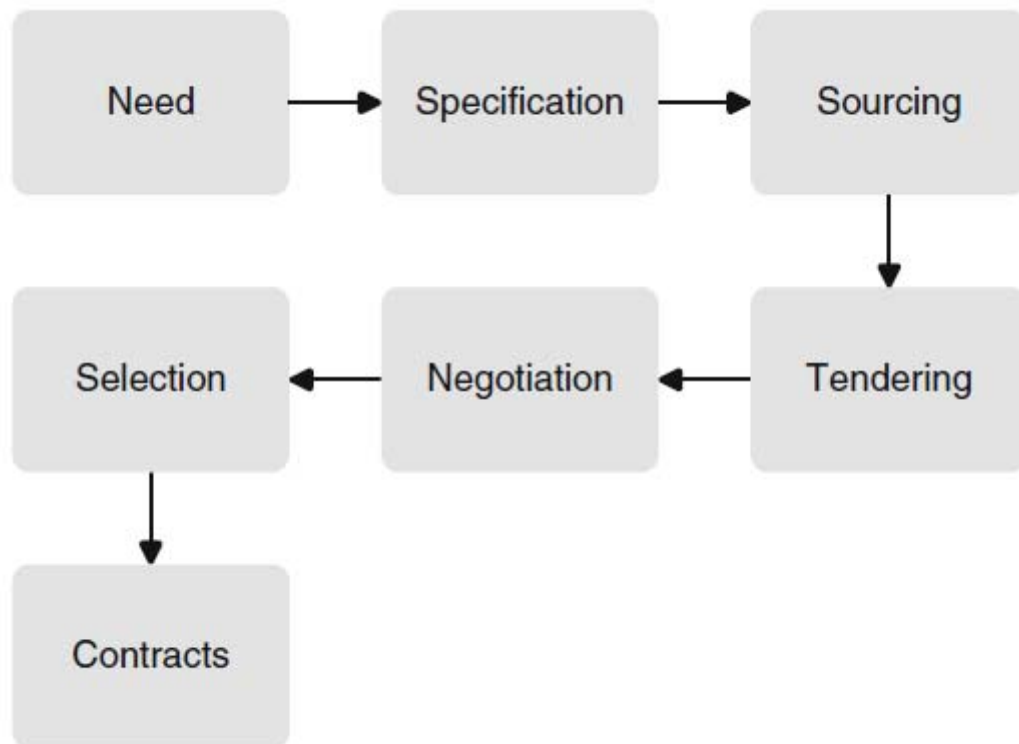 Need
Specification
Sourcing
Tendering
Negotiation
Selection
Contracts